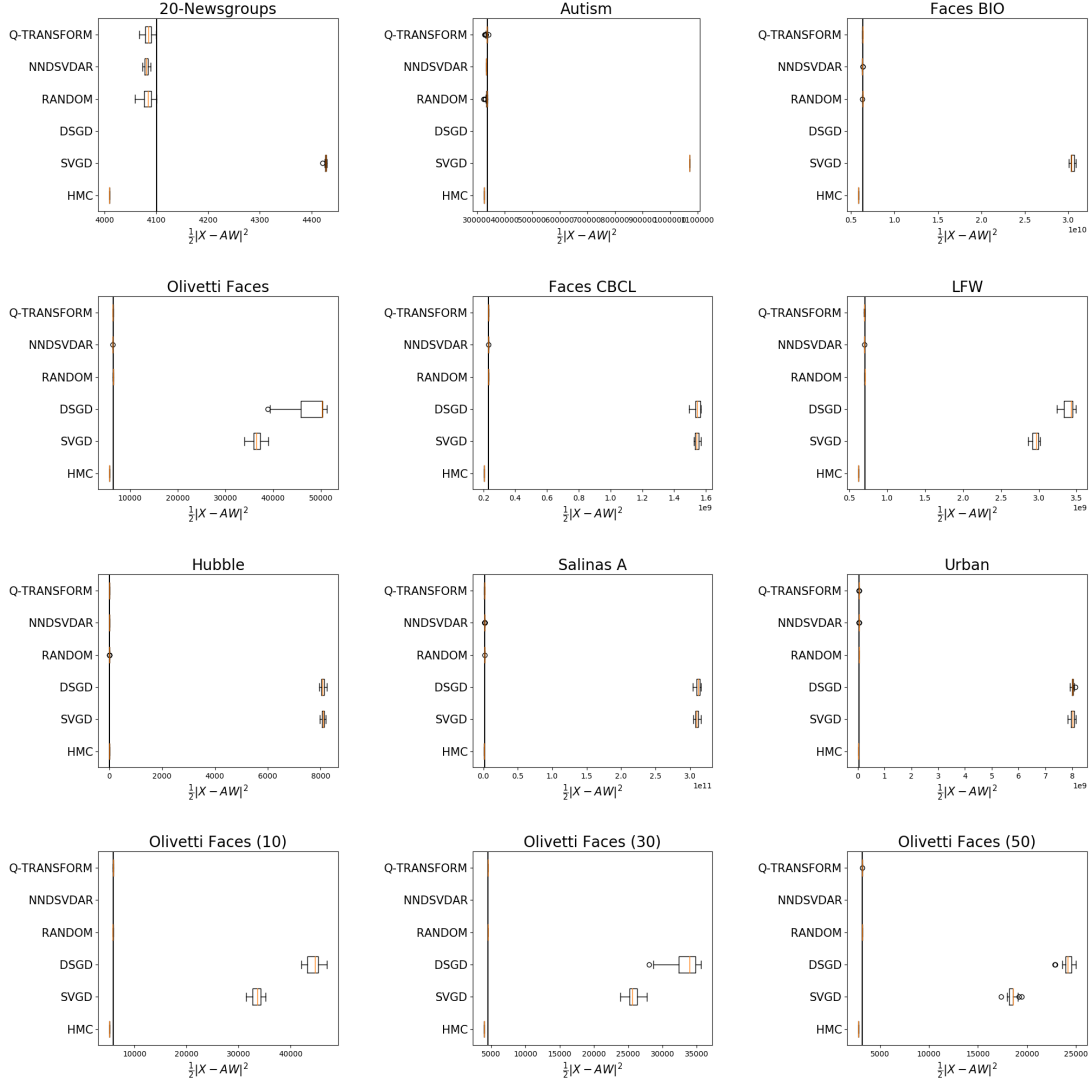 20-Newsgroups
Q-TRANSFORM
NNDSVDAR
RANDOM
DSGD
SVGD
HMC
4000 4100 4200 4300 4400
½|X − AW|²
Autism
Q-TRANSFORM
NNDSVDAR
RANDOM
DSGD
SVGD
HMC
½|X − AW|²
Faces BIO
Q-TRANSFORM
NNDSVDAR
RANDOM
DSGD
SVGD
HMC
0.5 1.0 1.5 2.0 2.5 3.0
1e10
½|X − AW|²
Olivetti Faces
Q-TRANSFORM
NNDSVDAR
RANDOM
DSGD
SVGD
HMC
10000 20000 30000 40000 50000
½|X − AW|²
Faces CBCL
Q-TRANSFORM
NNDSVDAR
RANDOM
DSGD
SVGD
HMC
0.2 0.4 0.6 0.8 1.0 1.2 1.4 1.6
1e9
½|X − AW|²
LFW
Q-TRANSFORM
NNDSVDAR
RANDOM
DSGD
SVGD
HMC
0.5 1.0 1.5 2.0 2.5 3.0 3.5
1e9
½|X − AW|²
Hubble
Q-TRANSFORM
NNDSVDAR
RANDOM
DSGD
SVGD
HMC
0 2000 4000 6000 8000
½|X − AW|²
Salinas A
Q-TRANSFORM
NNDSVDAR
RANDOM
DSGD
SVGD
HMC
0.0 0.5 1.0 1.5 2.0 2.5 3.0
1e11
½|X − AW|²
Urban
Q-TRANSFORM
NNDSVDAR
RANDOM
DSGD
SVGD
HMC
0 1 2 3 4 5 6 7 8
1e9
½|X − AW|²
Olivetti Faces (10)
Q-TRANSFORM
NNDSVDAR
RANDOM
DSGD
SVGD
HMC
10000 20000 30000 40000
½|X − AW|²
Olivetti Faces (30)
Q-TRANSFORM
NNDSVDAR
RANDOM
DSGD
SVGD
HMC
5000 10000 15000 20000 25000 30000 35000
½|X − AW|²
Olivetti Faces (50)
Q-TRANSFORM
NNDSVDAR
RANDOM
DSGD
SVGD
HMC
5000 10000 15000 20000 25000
½|X − AW|²